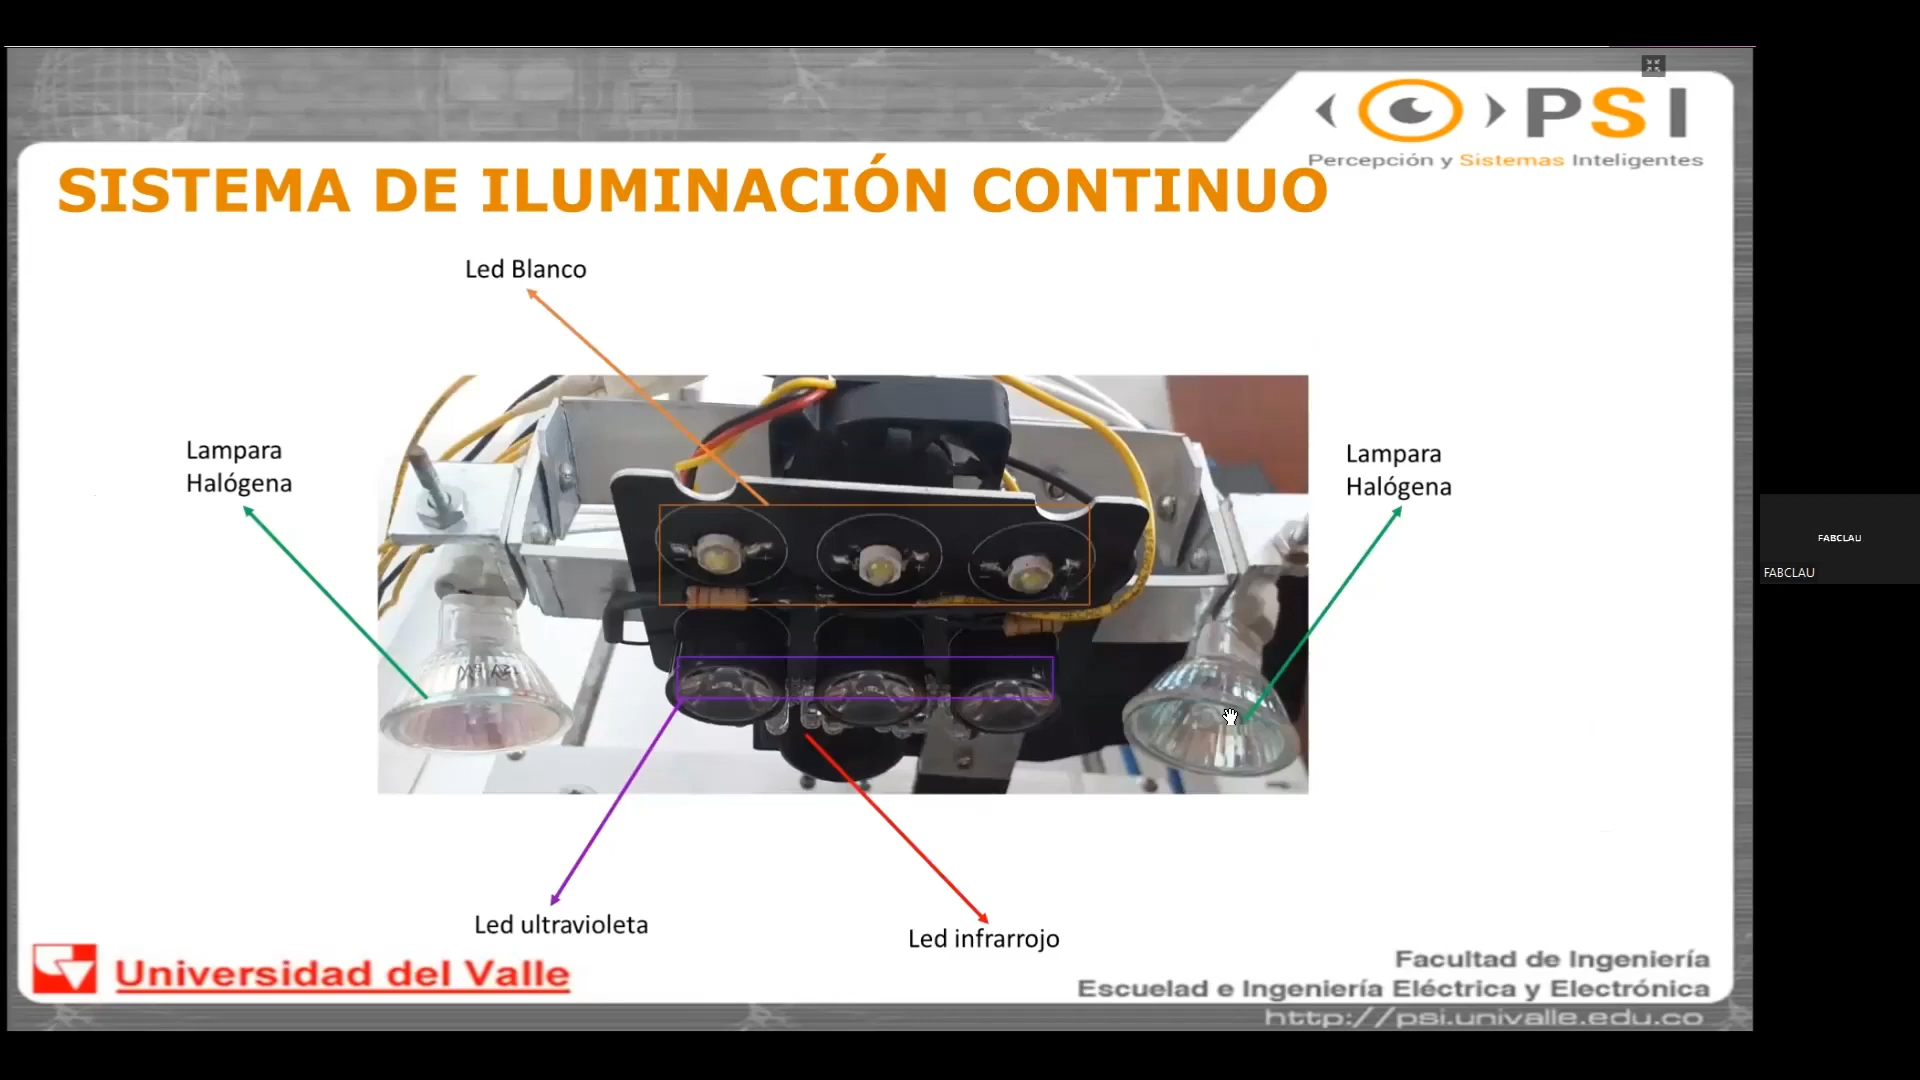 PSI
Percepción y Sistemas Inteligentes
SISTEMA DE ILUMINACIÓN CONTINUO
Led Blanco
Lampara
Halógena
Lampara
Halógena
FABCLAU
FABCLAU
Led ultravioleta
Led infrarrojo
Universidad del Valle
Facultad de Ingeniería
Escuelad e Ingeniería Eléctrica y Electrónica
http://psi.univalle.edu.co